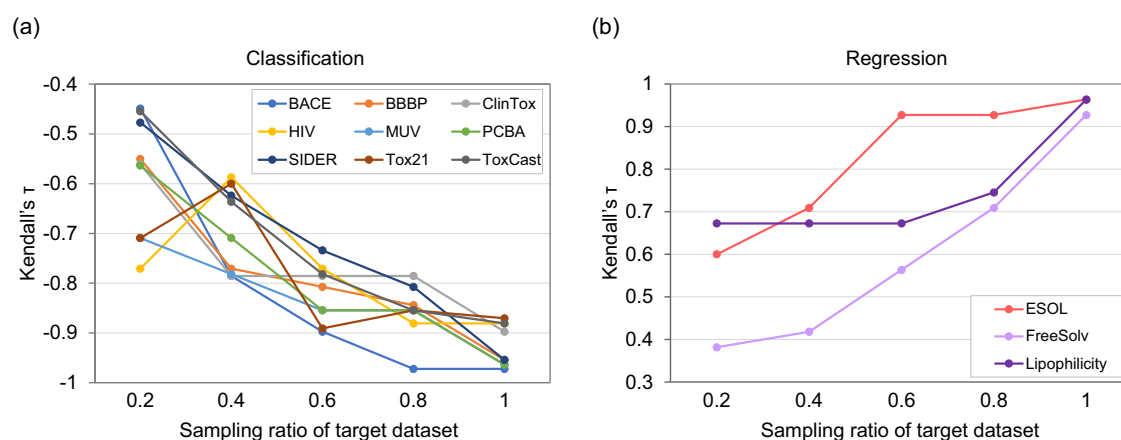 (a)
Classification
Kendall's τ
-0.4
-0.5
-0.6
-0.7
-0.8
-0.9
-1
BACE BBBP ClinTox
HIV MUV PCBA
SIDER Tox21 ToxCast
0.2 0.4 0.6 0.8 1
Sampling ratio of target dataset
(b)
Regression
Kendall's τ
1
0.9
0.8
0.7
0.6
0.5
0.4
0.3
ESOL
FreeSolv
Lipophilicity
0.2 0.4 0.6 0.8 1
Sampling ratio of target dataset